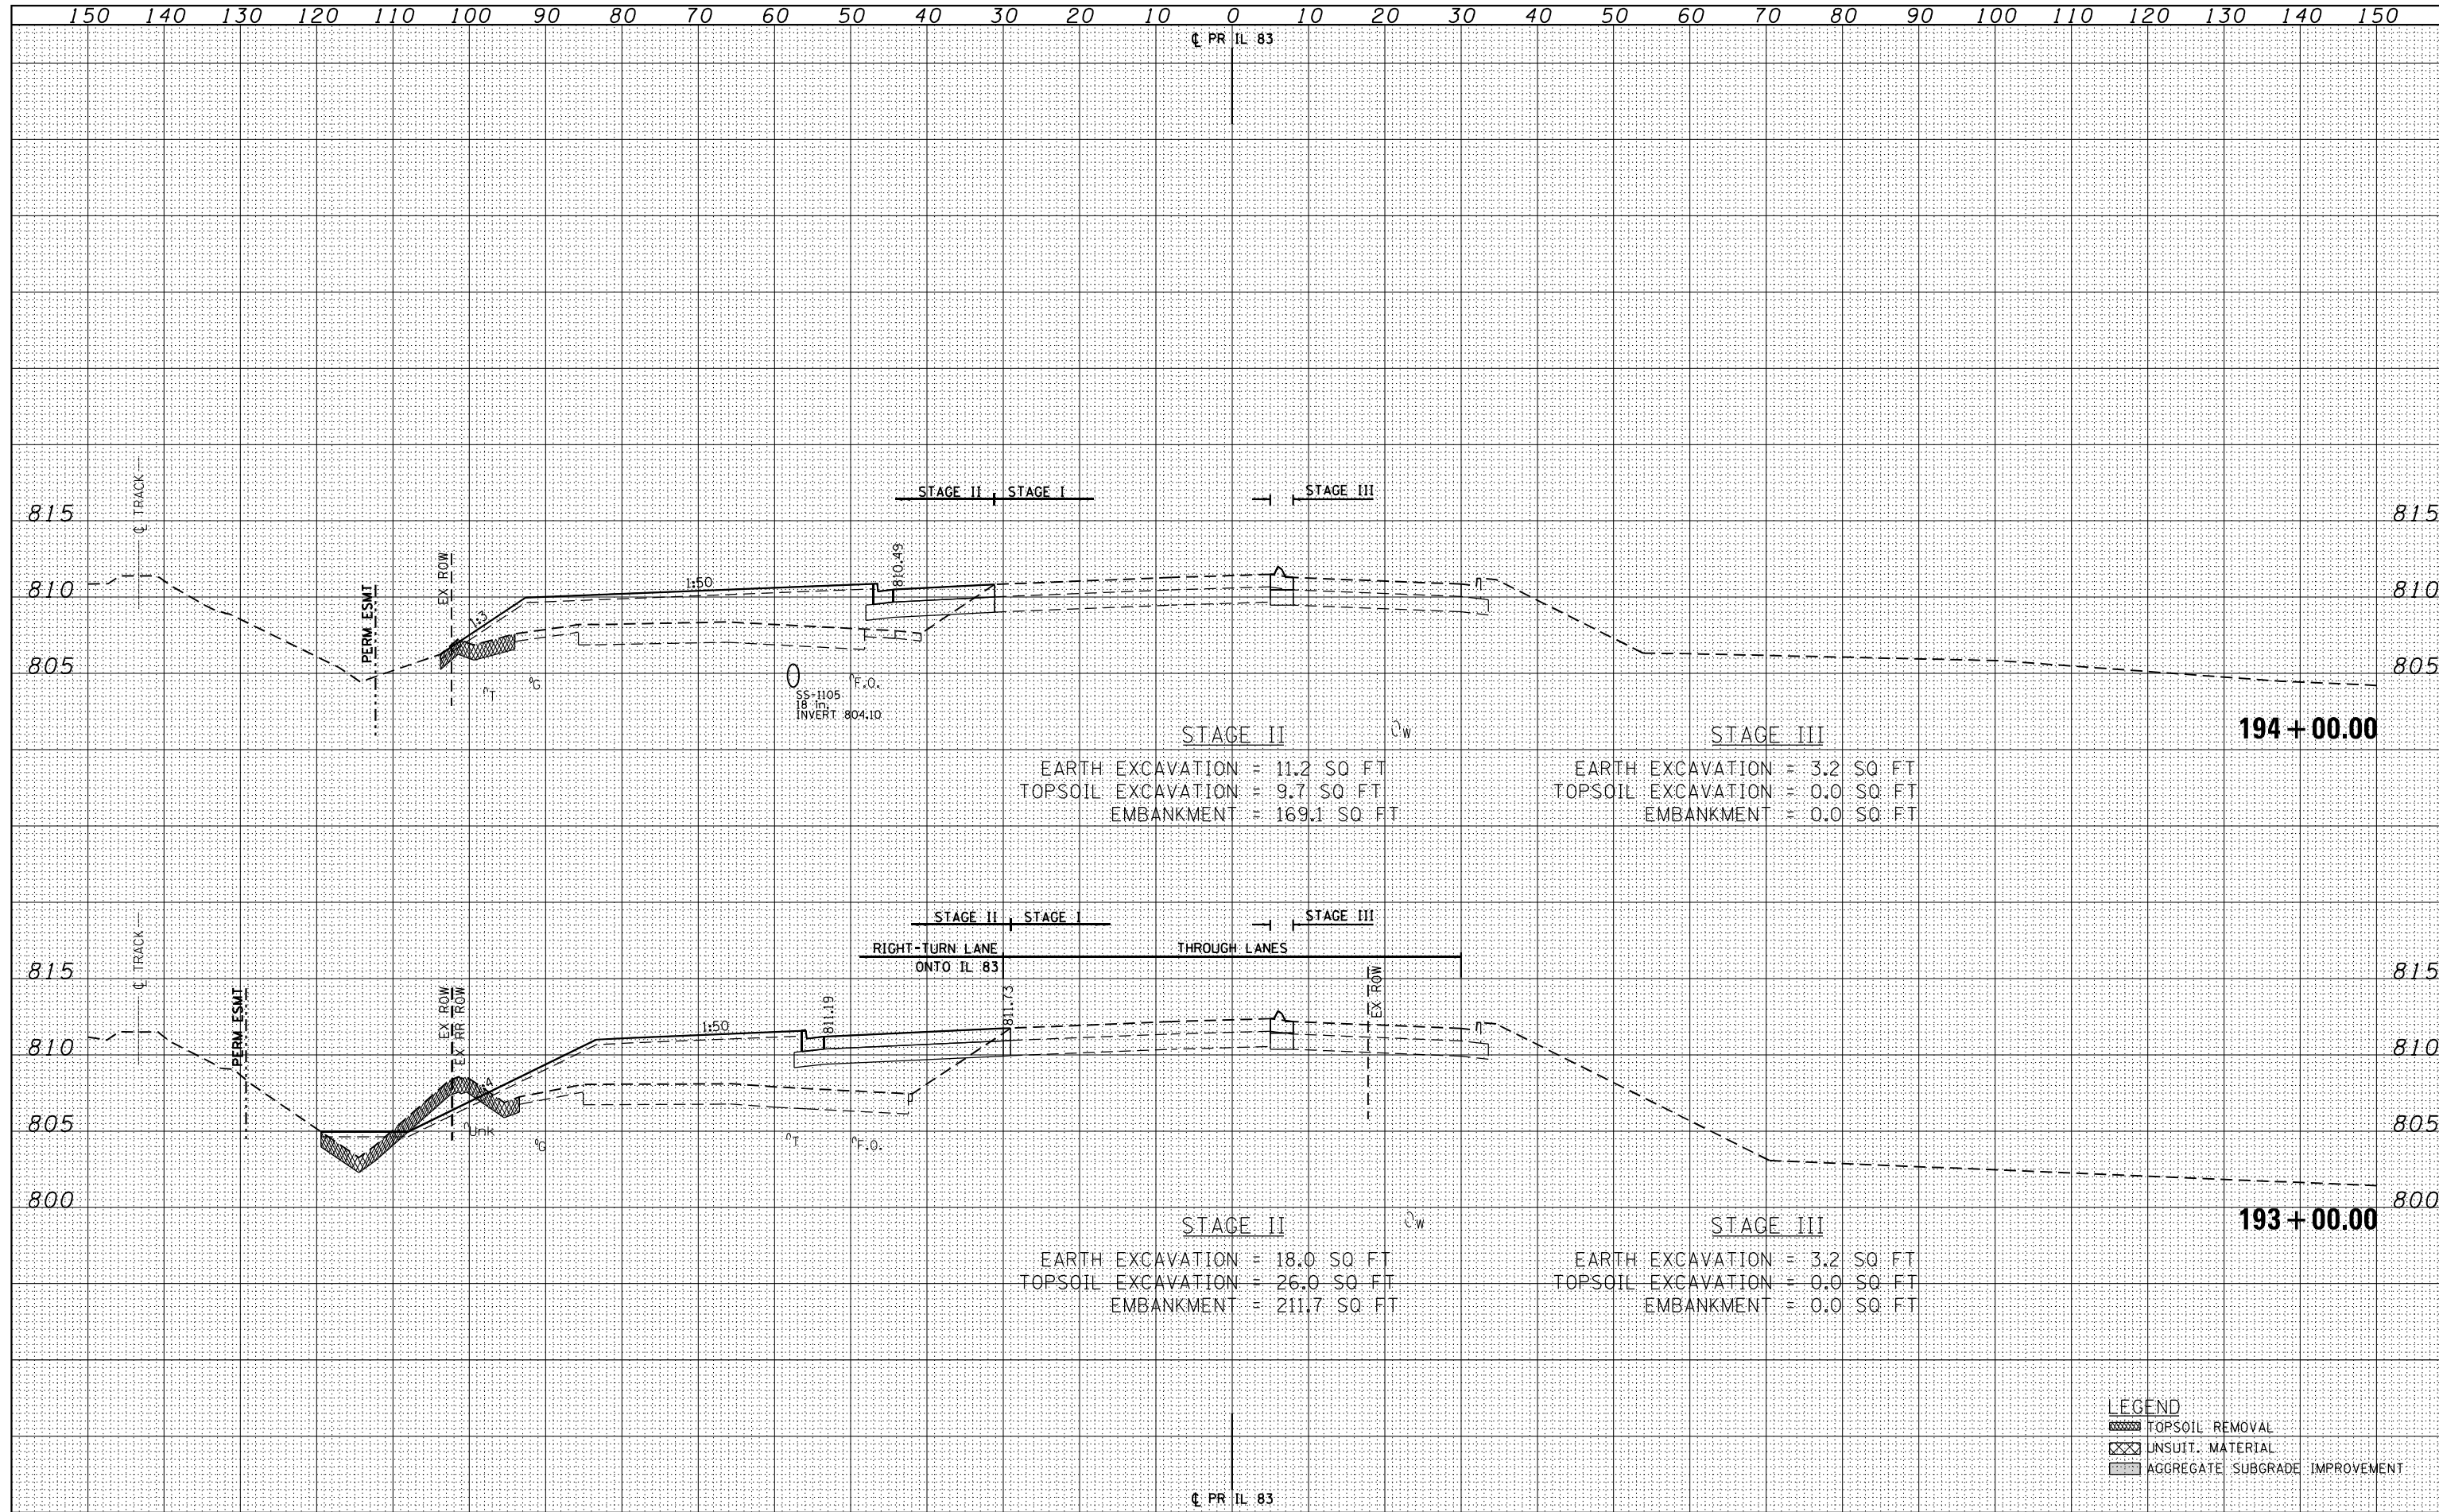 150 140 130 120 110 100 90 80 70 60 50 40 30 20 10 0 10 20 30 40 50 60 70 80 90 100 110 120 130 140 150
℄ PR IL 83
℄ TRACK
STAGE II STAGE I
STAGE III
815 815
PERM ESMT
EX ROW
1:3
1:50
810.49
810 810
805 805
T
G
F.O.
SS-1105
18 in.
INVERT 804.10
W
194+00.00
STAGE II
EARTH EXCAVATION = 11.2 SQ FT
TOPSOIL EXCAVATION = 9.7 SQ FT
EMBANKMENT = 169.1 SQ FT
STAGE III
EARTH EXCAVATION = 3.2 SQ FT
TOPSOIL EXCAVATION = 0.0 SQ FT
EMBANKMENT = 0.0 SQ FT
℄ TRACK
STAGE II STAGE I
STAGE III
RIGHT-TURN LANE
ONTO IL 83
THROUGH LANES
815 815
PERM ESMT
EX ROW
EX RR ROW
1:50
811.19
811.73
EX ROW
810 810
805 805
Unk
G
T
F.O.
800 800
W
193+00.00
STAGE II
EARTH EXCAVATION = 18.0 SQ FT
TOPSOIL EXCAVATION = 26.0 SQ FT
EMBANKMENT = 211.7 SQ FT
STAGE III
EARTH EXCAVATION = 3.2 SQ FT
TOPSOIL EXCAVATION = 0.0 SQ FT
EMBANKMENT = 0.0 SQ FT
LEGEND
TOPSOIL REMOVAL
UNSUIT. MATERIAL
AGGREGATE SUBGRADE IMPROVEMENT
℄ PR IL 83